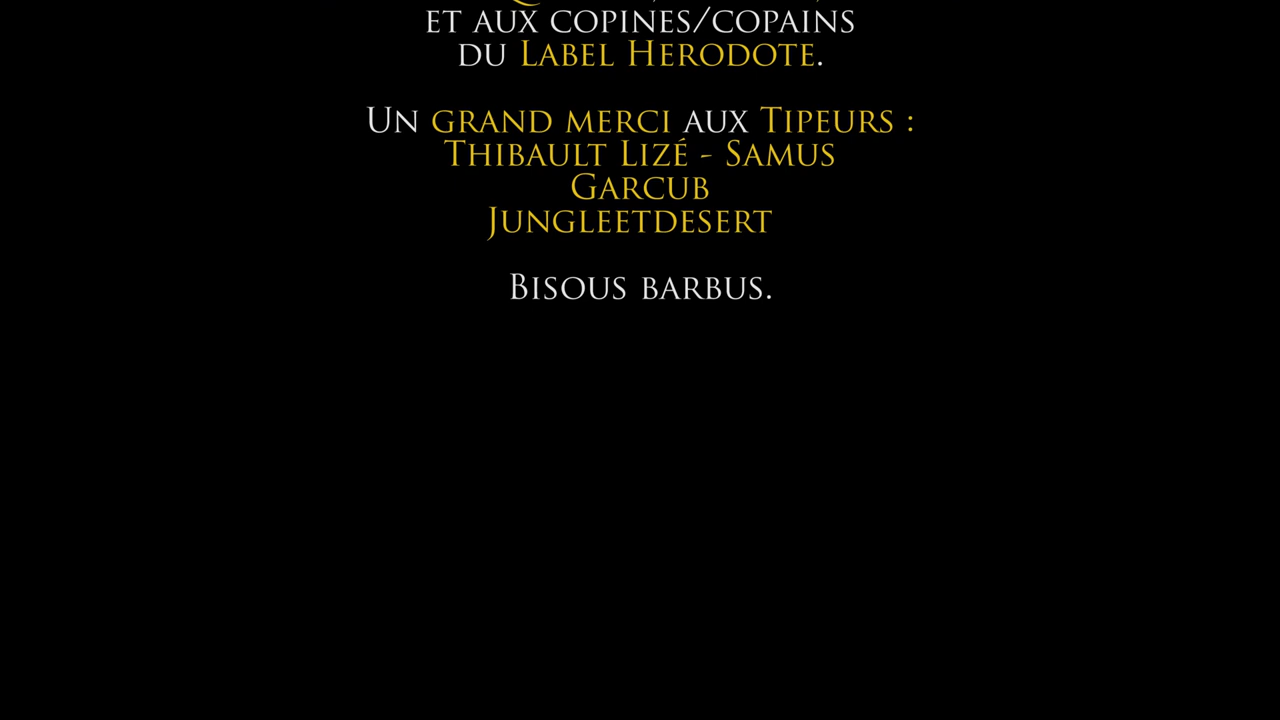 et aux copines/copains
du Label Herodote.
Un grand merci aux Tipeurs :
Thibault Lizé - Samus
Garcub
Jungleetdesert
Bisous barbus.